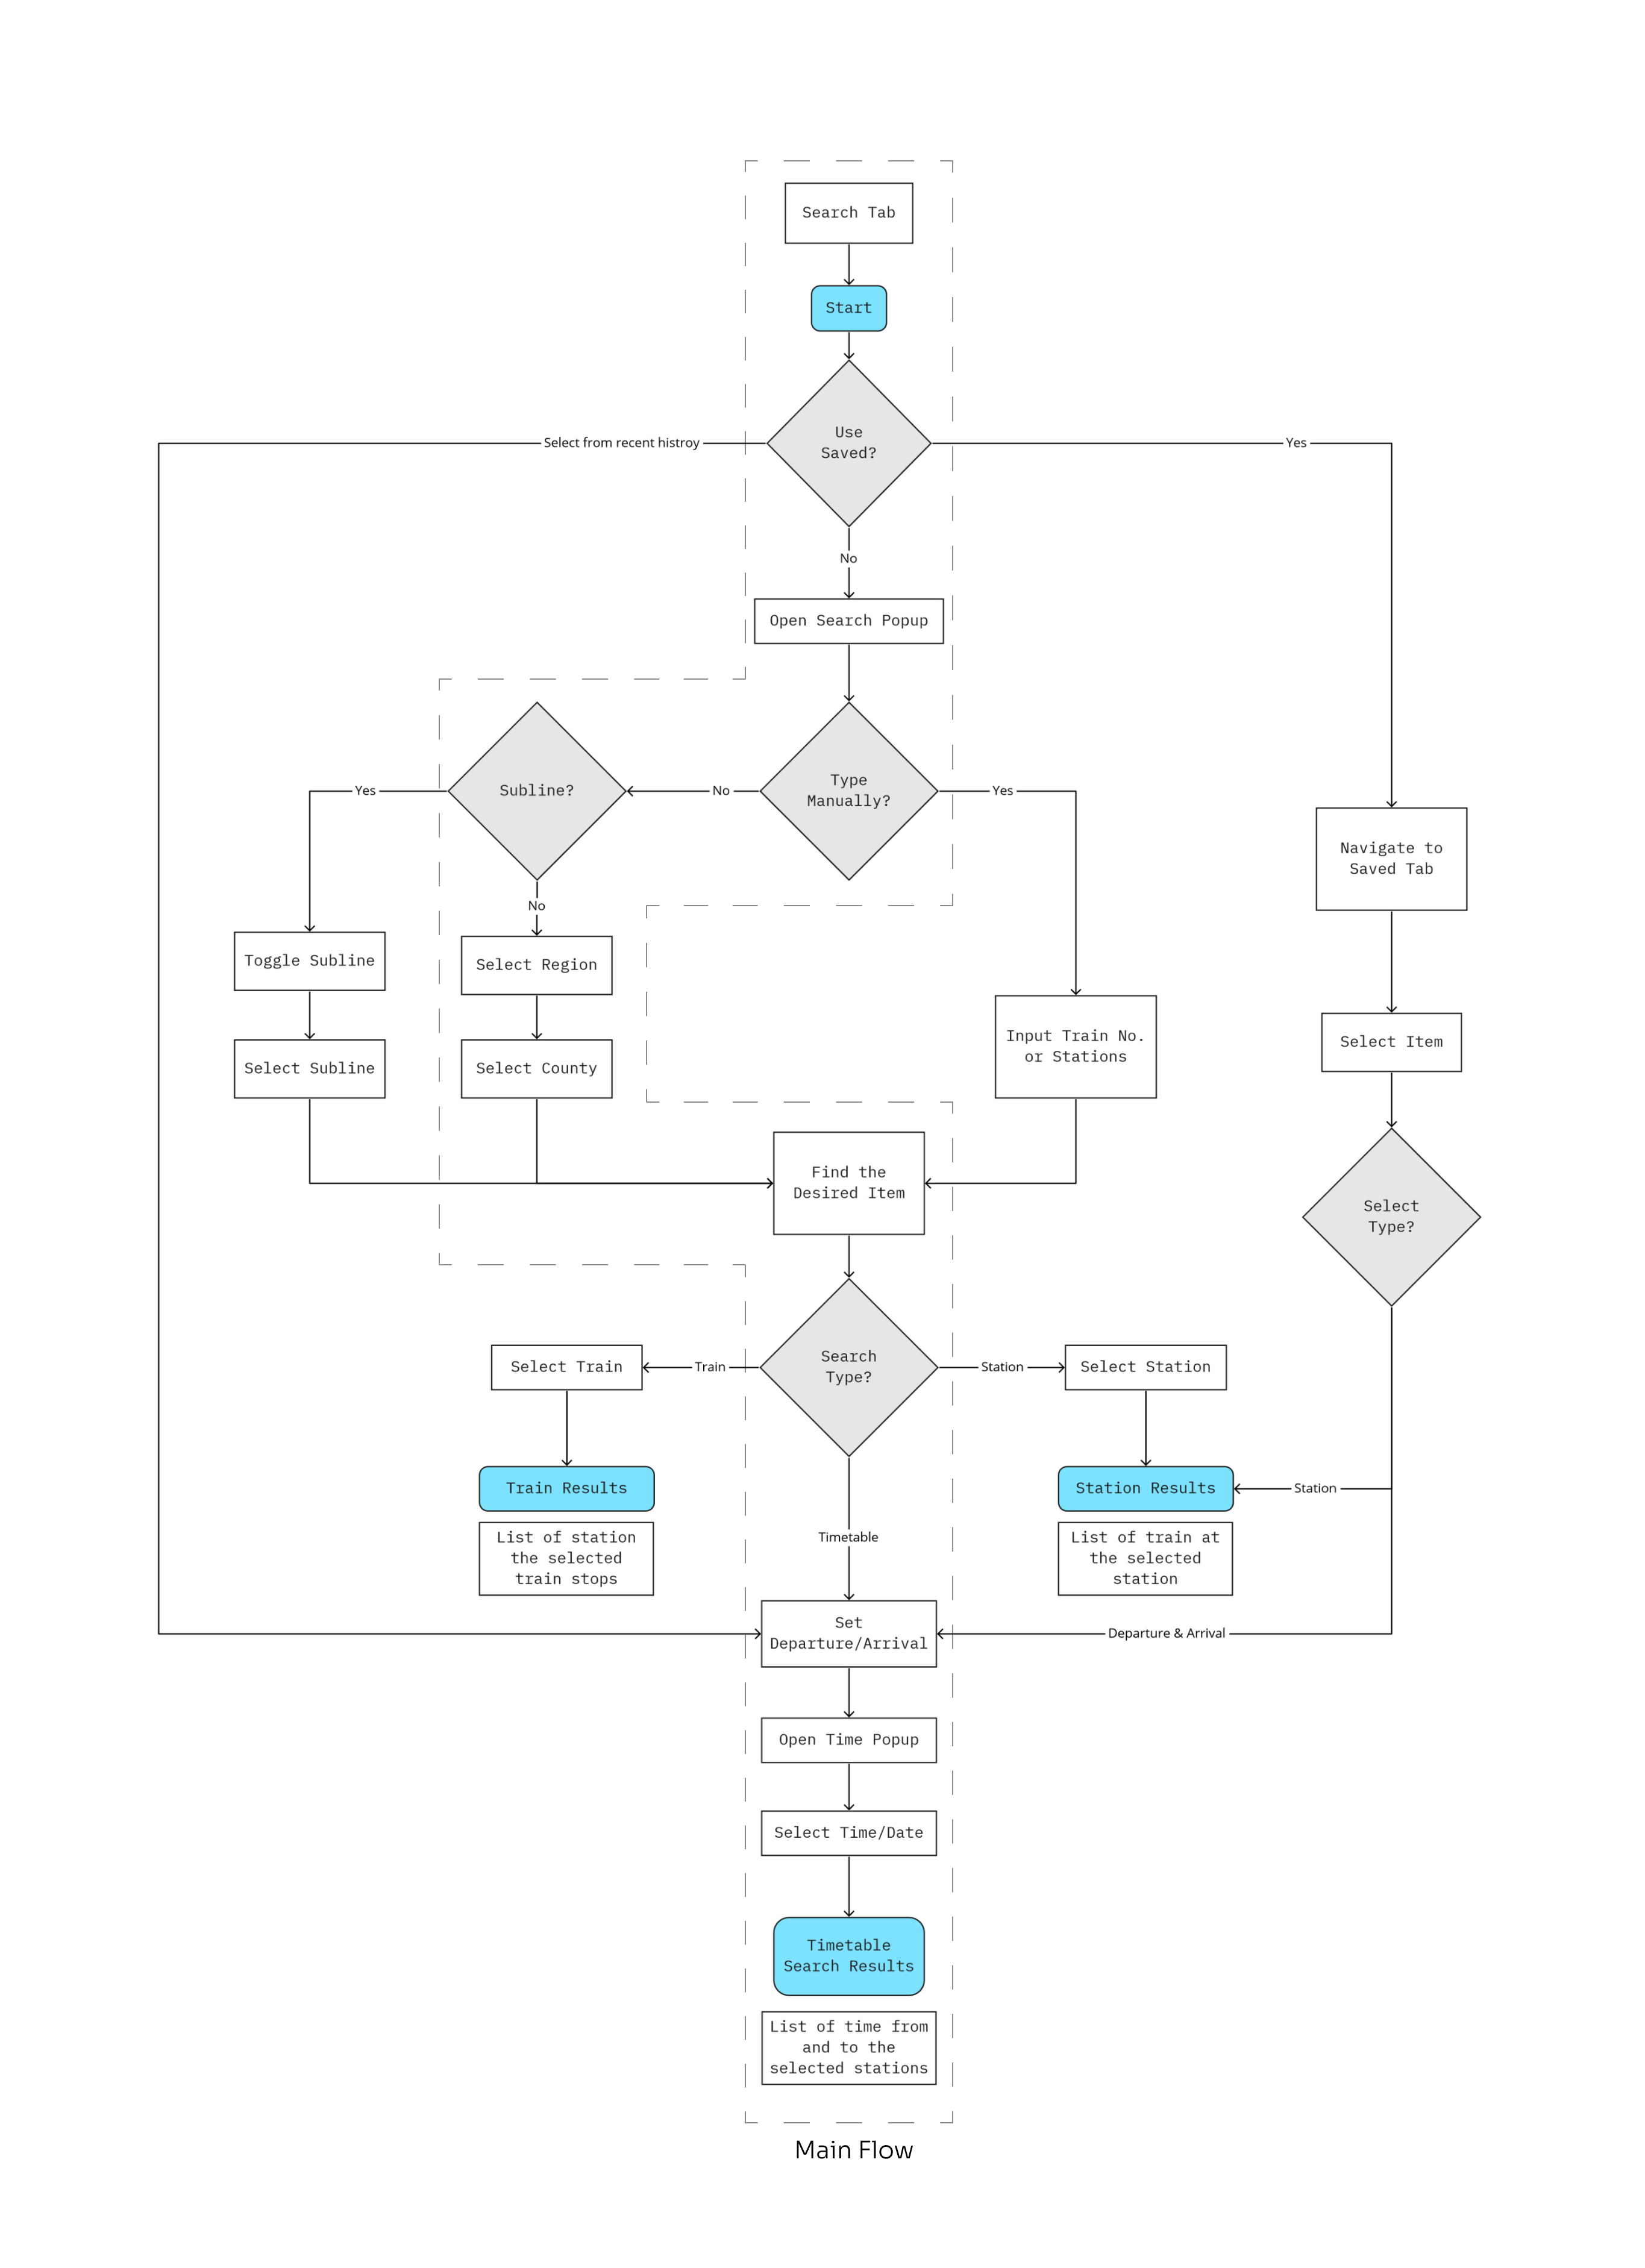 Search Tab
Start
Use
Saved?
Select from recent histroy
Yes
No
Open Search Popup
Type
Manually?
No
Yes
Subline?
Yes
No
Navigate to
Saved Tab
Toggle Subline
Select Region
Input Train No.
or Stations
Select Item
Select Subline
Select County
Find the
Desired Item
Select
Type?
Search
Type?
Train
Station
Select Train
Select Station
Train Results
Station Results
Station
List of station
the selected
train stops
Timetable
List of train at
the selected
station
Set
Departure/Arrival
Departure & Arrival
Open Time Popup
Select Time/Date
Timetable
Search Results
List of time from
and to the
selected stations
Main Flow